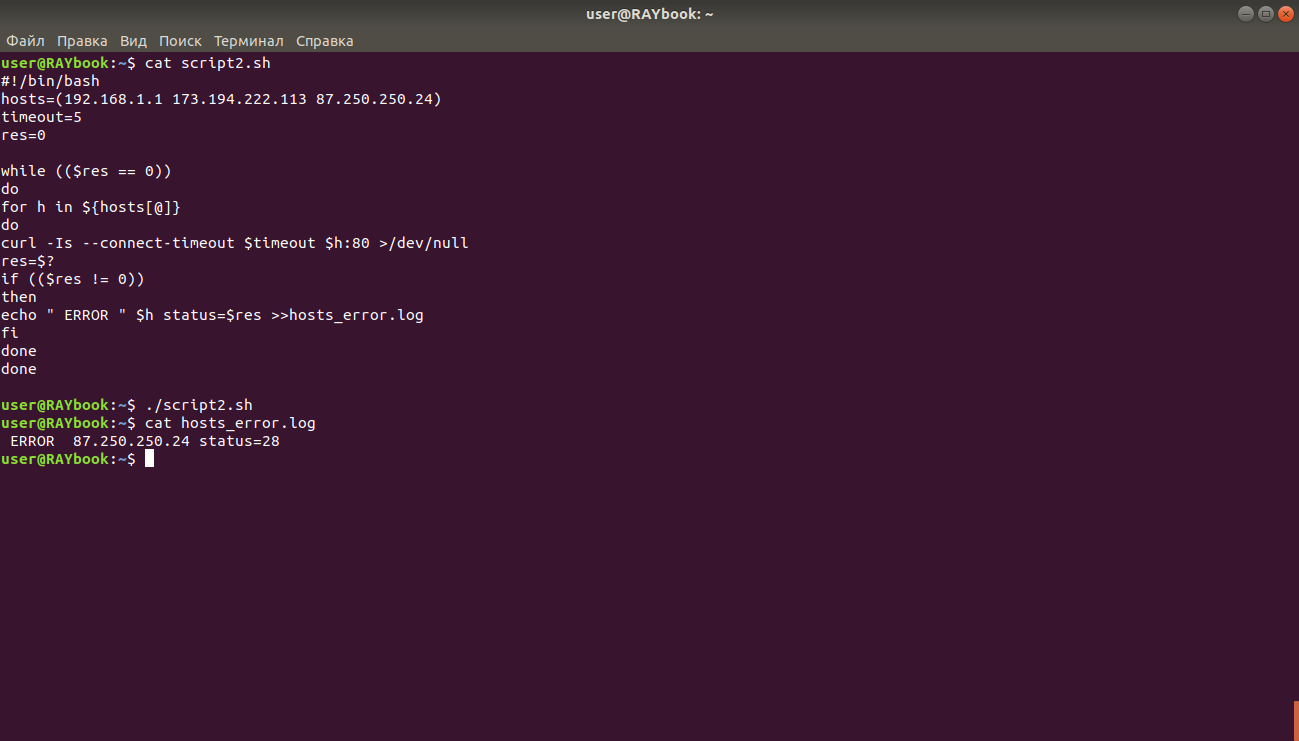 user@RAYbook: ~
Файл Правка Вид Поиск Терминал Справка
user@RAYbook:~$ cat script2.sh
#!/bin/bash
hosts=(192.168.1.1 173.194.222.113 87.250.250.24)
timeout=5
res=0

while (($res == 0))
do
for h in ${hosts[@]}
do
curl -Is --connect-timeout $timeout $h:80 >/dev/null
res=$?
if (($res != 0))
then
echo " ERROR " $h status=$res >>hosts_error.log
fi
done
done

user@RAYbook:~$ ./script2.sh
user@RAYbook:~$ cat hosts_error.log
 ERROR  87.250.250.24 status=28
user@RAYbook:~$